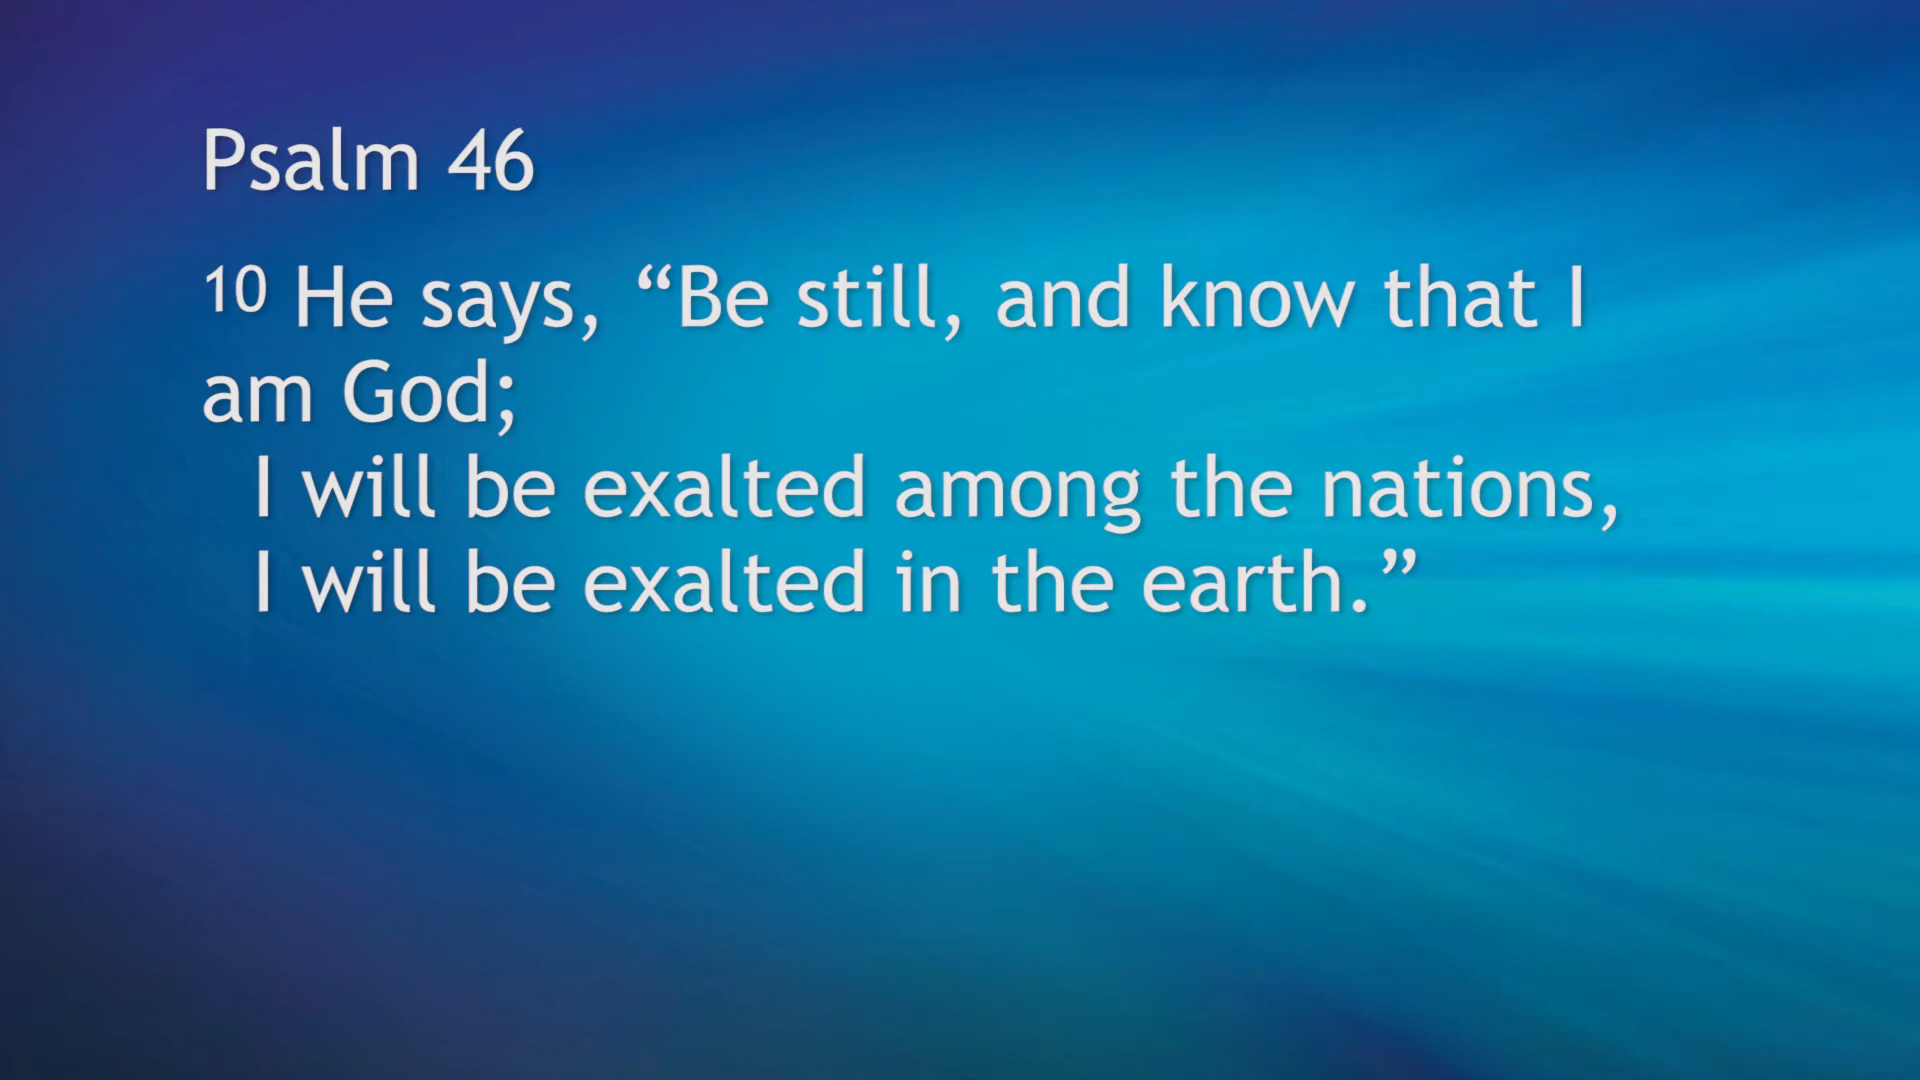 Psalm 46
10 He says, “Be still, and know that I
am God;
I will be exalted among the nations,
I will be exalted in the earth.”